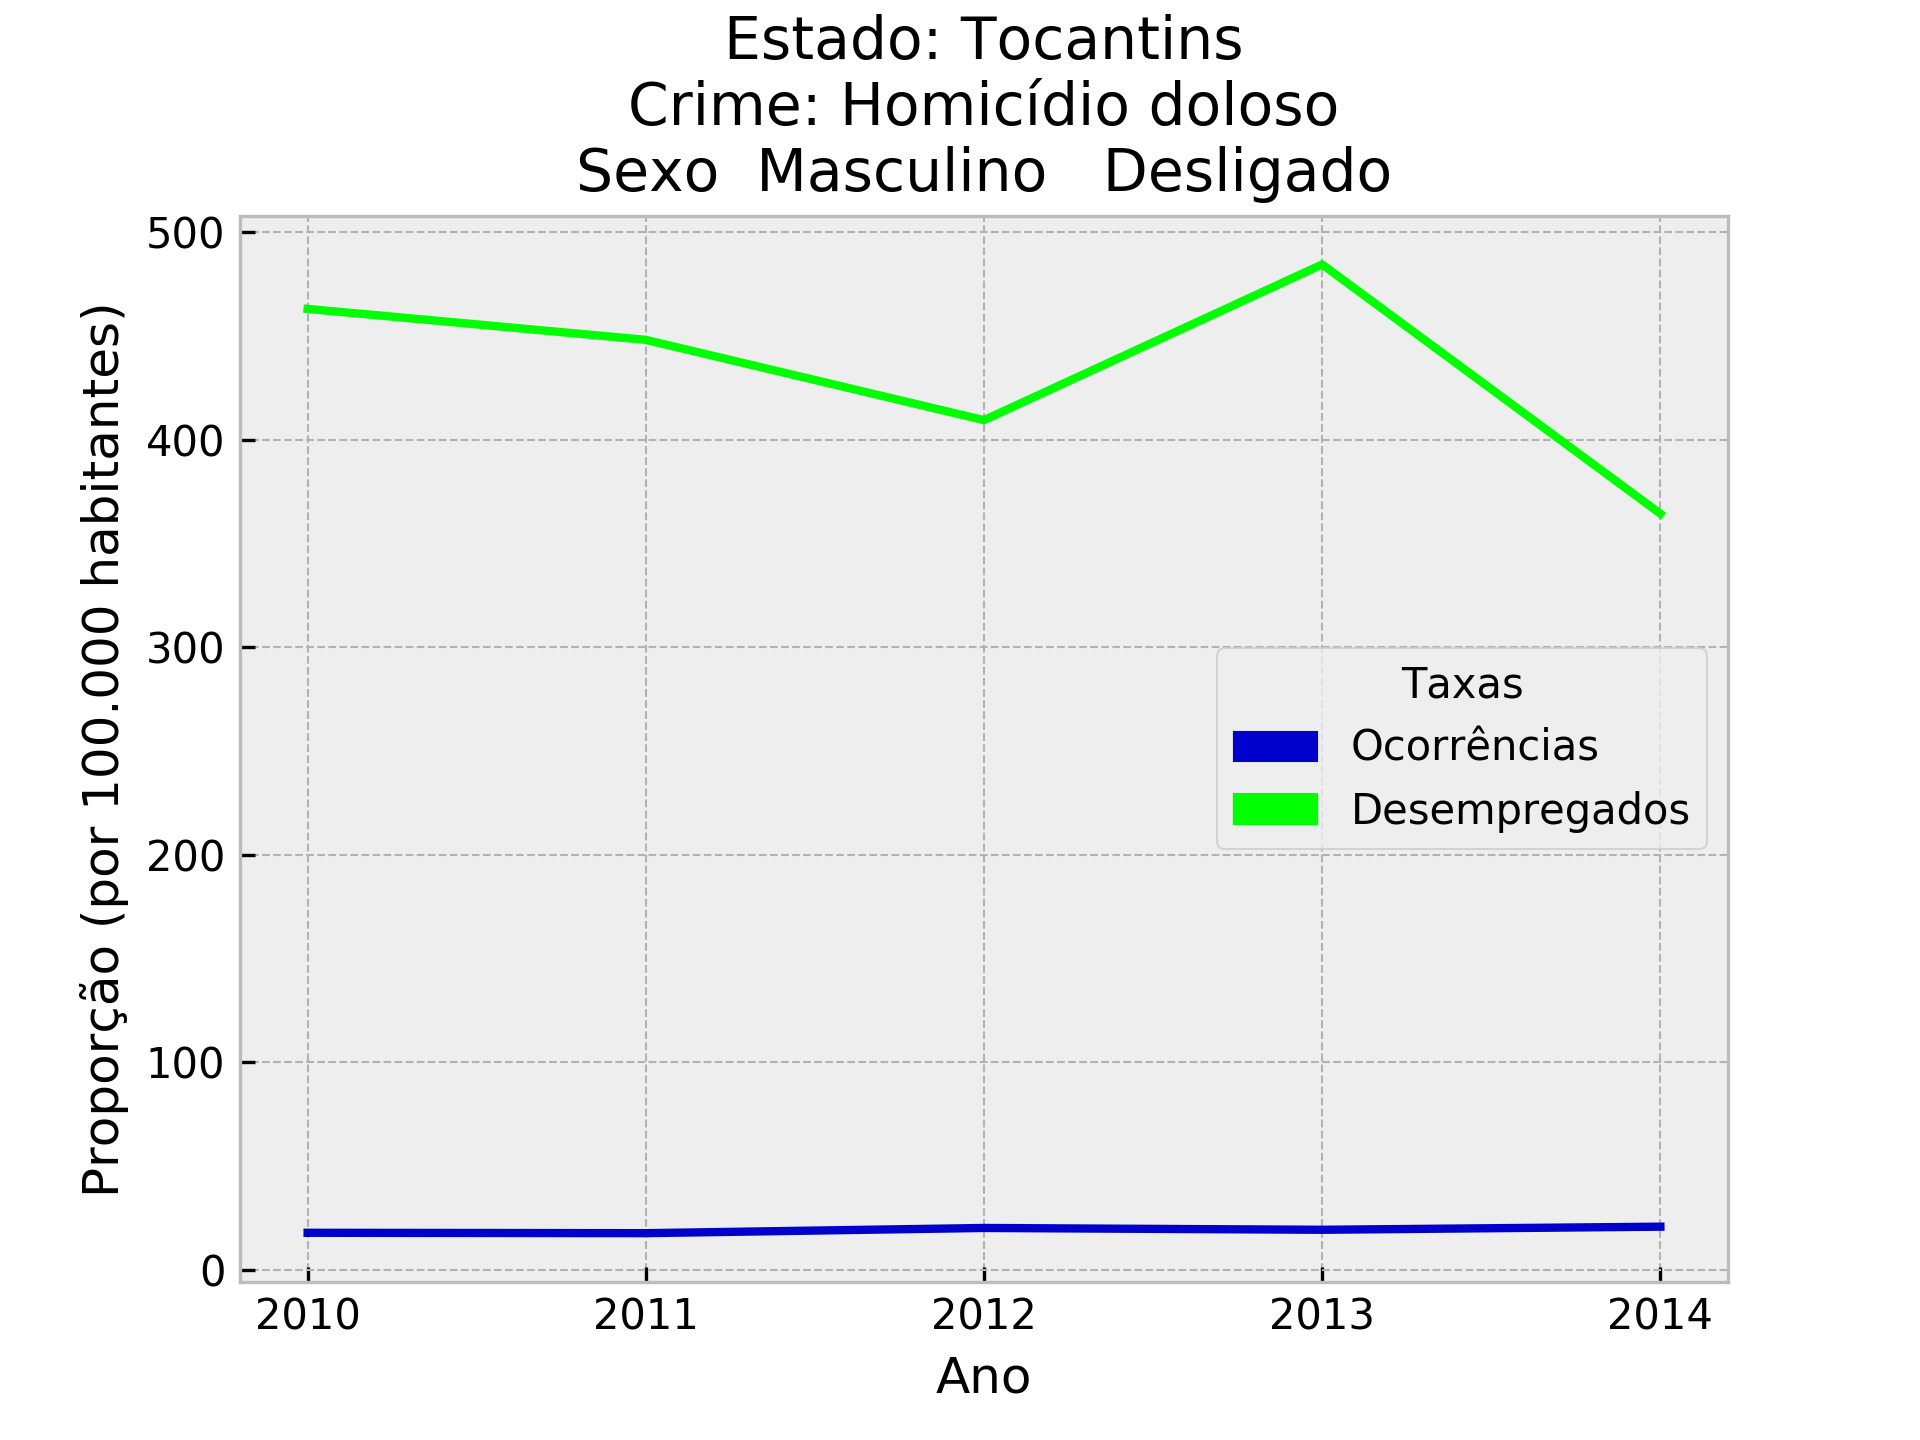 Estado: Tocantins
Crime: Homicídio doloso
Sexo  Masculino   Desligado
Proporção (por 100.000 habitantes)
500
400
300
200
100
0
Taxas
Ocorrências
Desempregados
2010 2011 2012 2013 2014
Ano